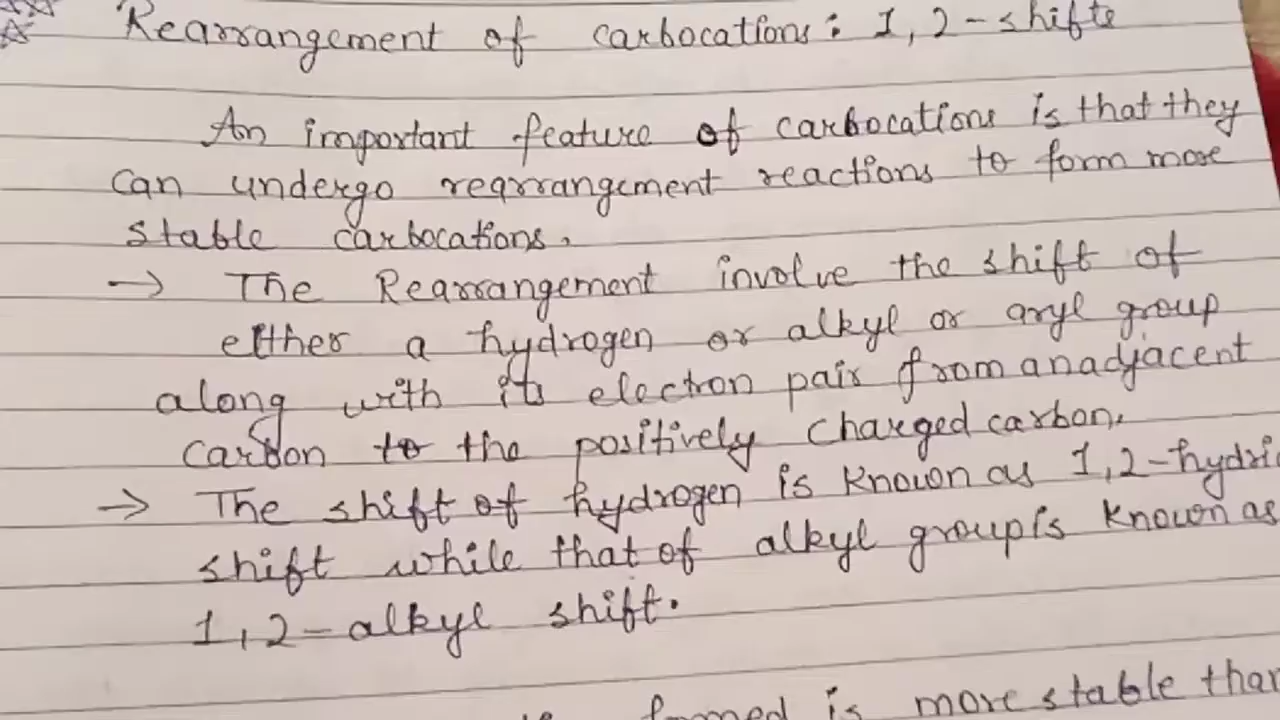 Rearrangement of carbocations: 1,2-shifts
An important feature of carbocations is that they
can undergo rearrangement reactions to form more
stable carbocations.
→ The Rearrangement involve the shift of
either a hydrogen or alkyl or aryl group
along with its electron pair from an adjacent
carbon to the positively charged carbon.
→ The shift of hydrogen is known as 1,2-hydri
shift while that of alkyl group is known as
1,2-alkyl shift.
formed is more stable than